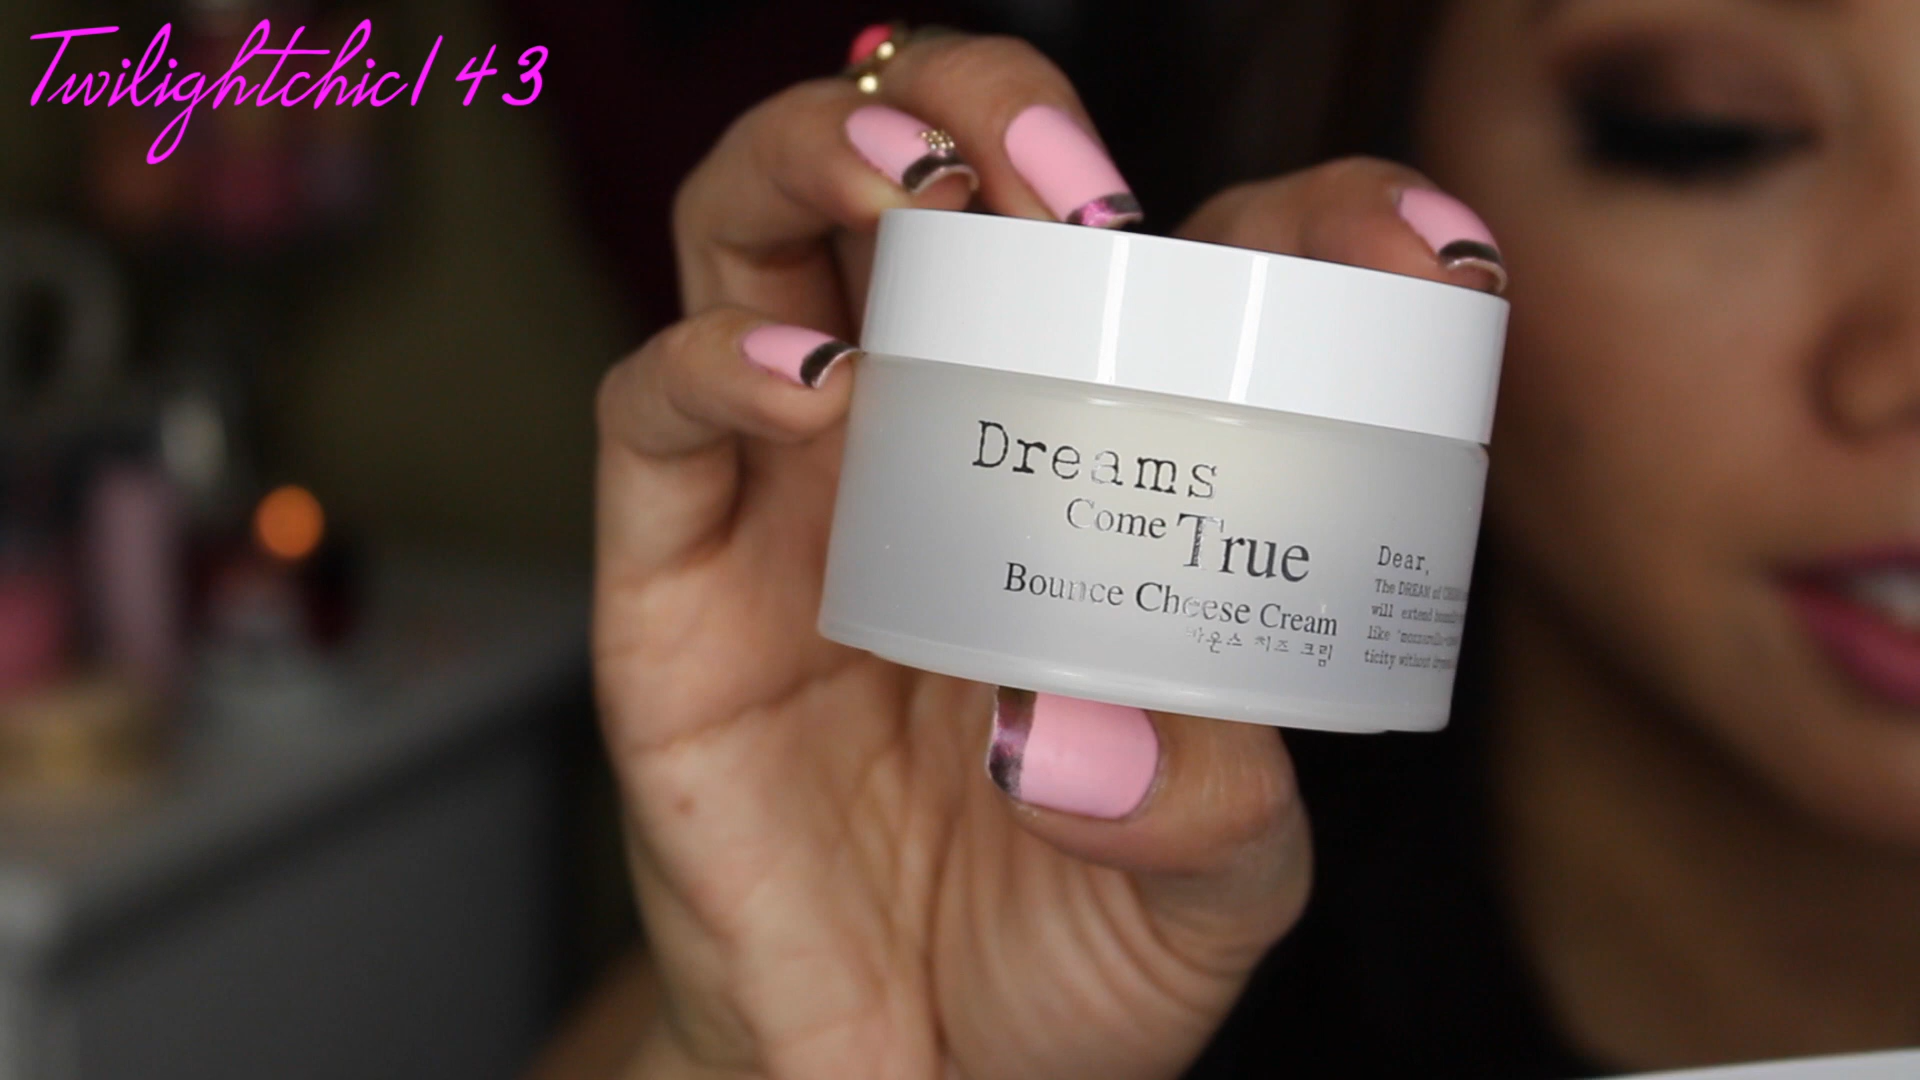 Twilightchic143
Dreams
Come True
Bounce Cheese Cream
바운스 치즈 크림
Dear,
The DREAM of
will extend
like
ticity without